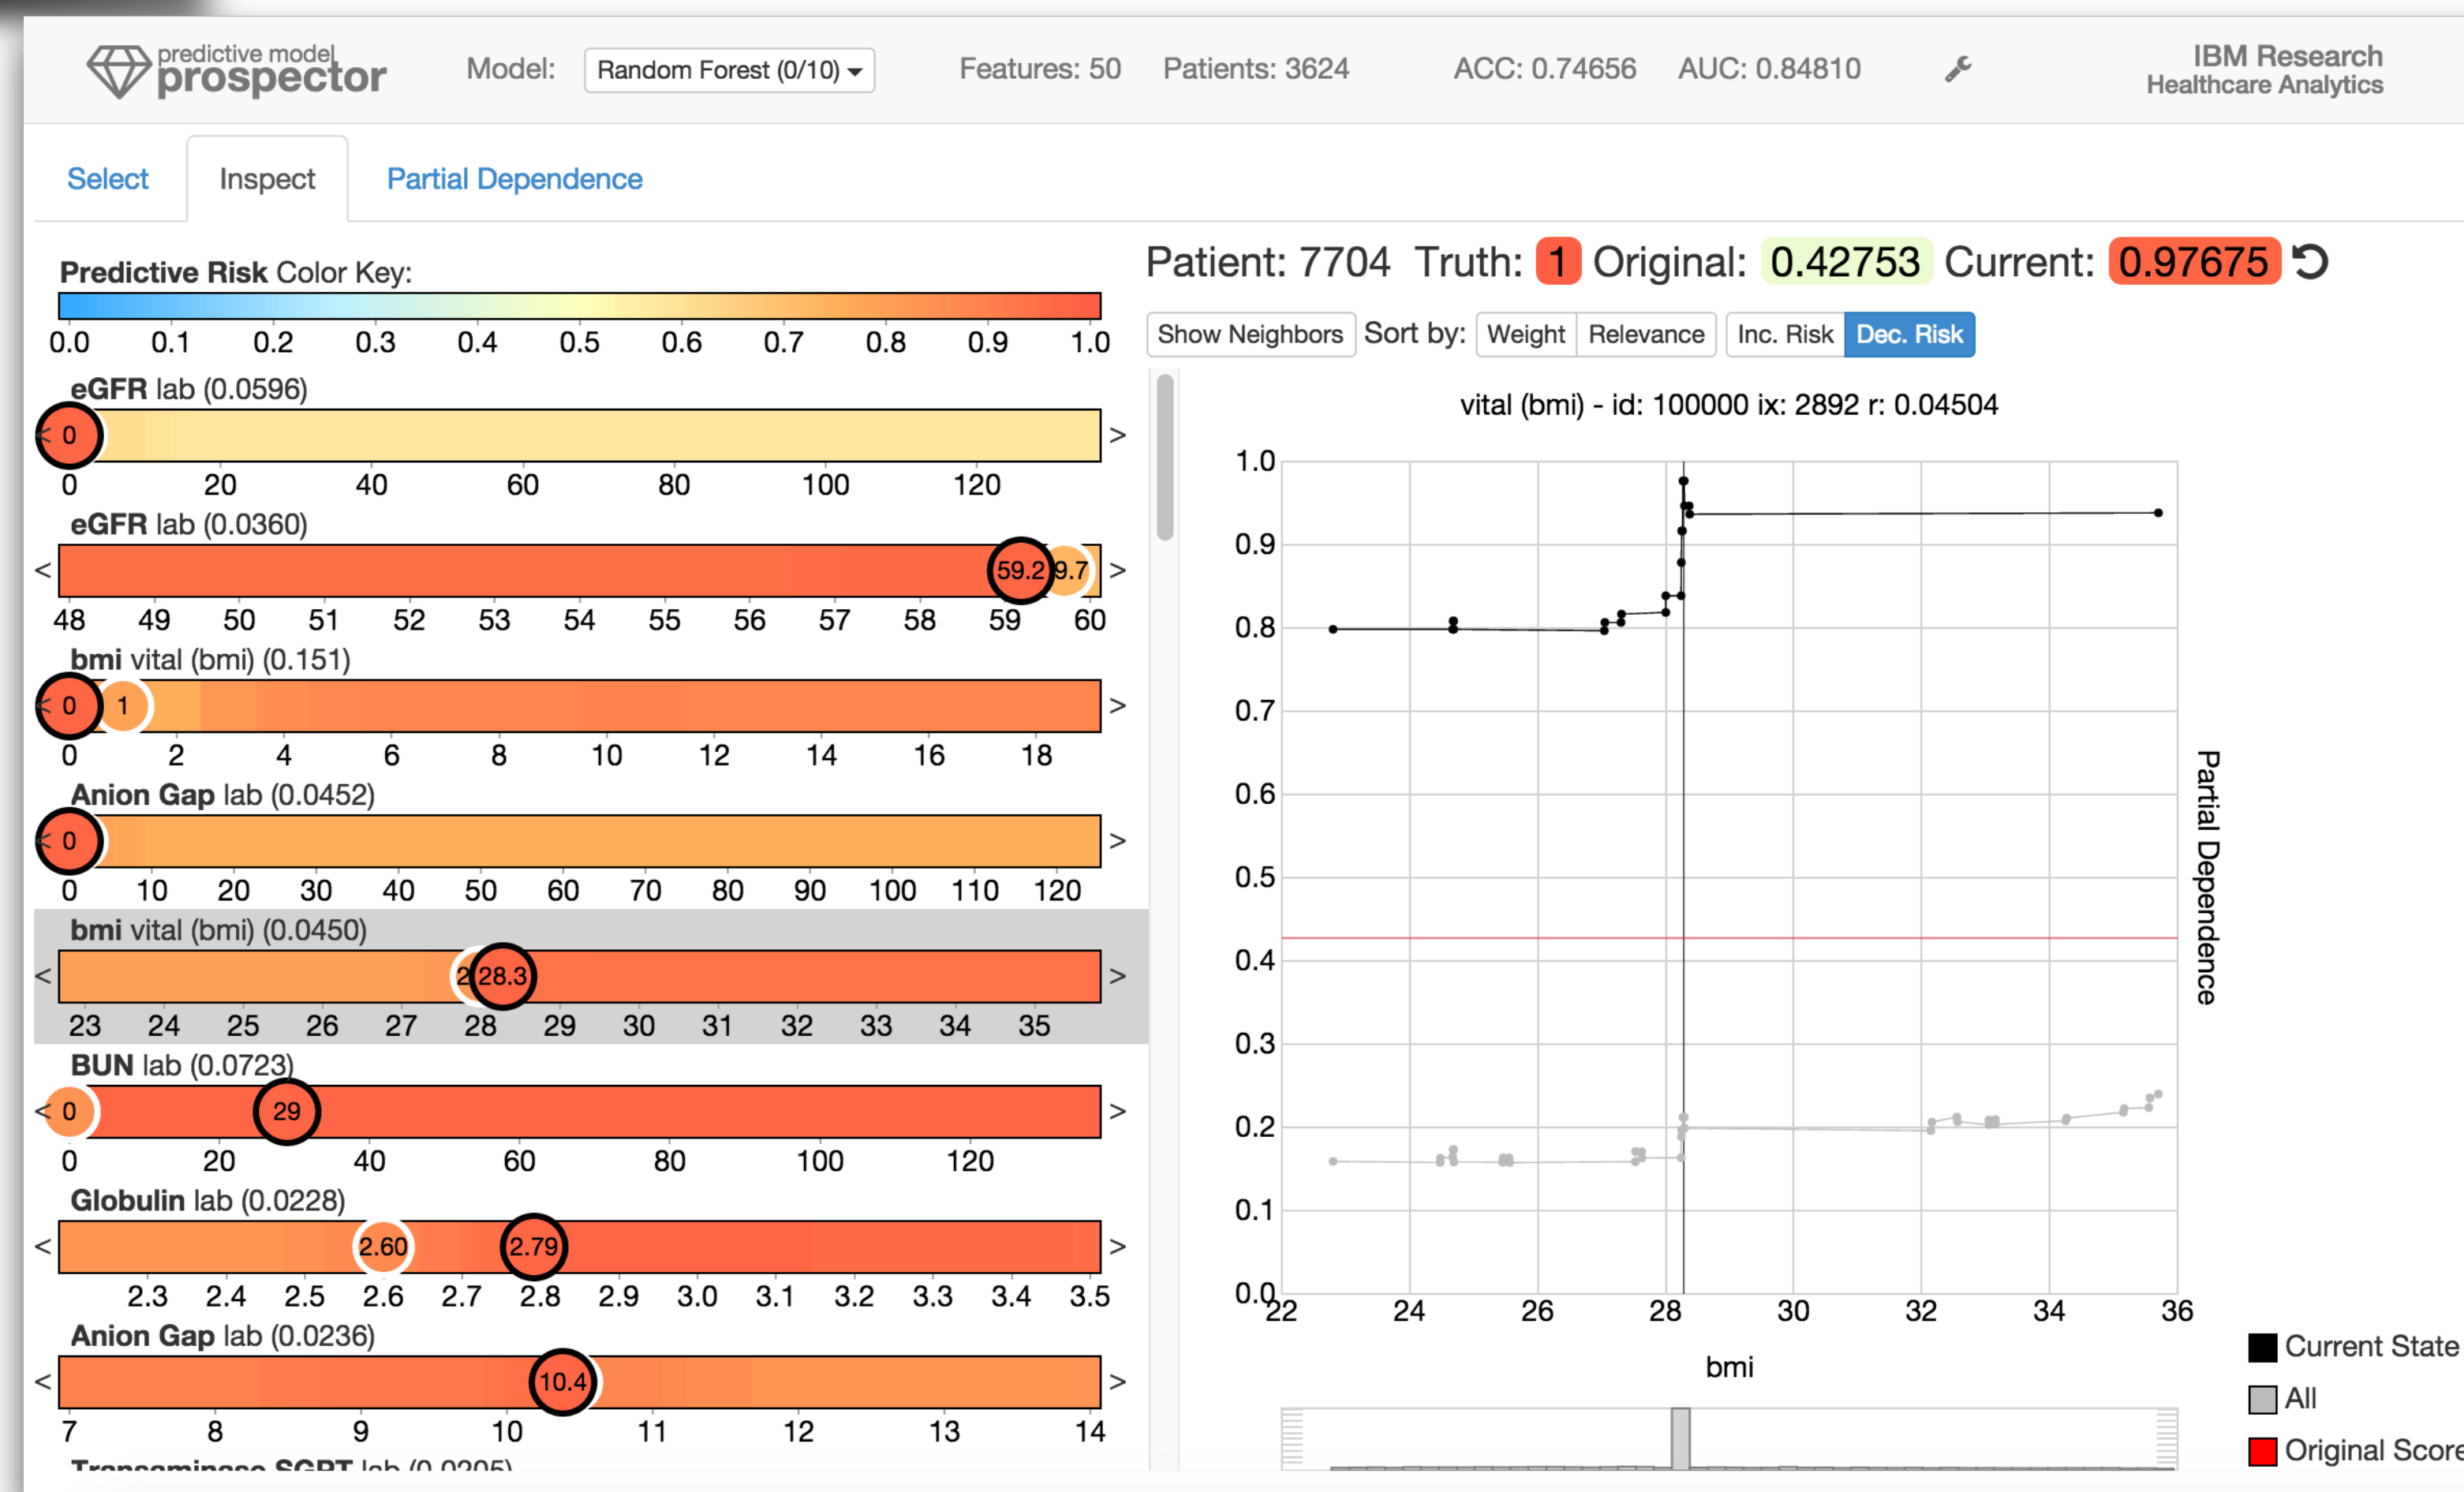 predictive model
prospector
Model: Random Forest (0/10) Features: 50 Patients: 3624 ACC: 0.74656 AUC: 0.84810
IBM Research
Healthcare Analytics
Select Inspect Partial Dependence
Predictive Risk Color Key:
0.0 0.1 0.2 0.3 0.4 0.5 0.6 0.7 0.8 0.9 1.0
eGFR lab (0.0596)
< 0 >
0 20 40 60 80 100 120
eGFR lab (0.0360)
< 59.2 9.7 >
48 49 50 51 52 53 54 55 56 57 58 59 60
bmi vital (bmi) (0.151)
< 0 1 >
0 2 4 6 8 10 12 14 16 18
Anion Gap lab (0.0452)
< 0 >
0 10 20 30 40 50 60 70 80 90 100 110 120
bmi vital (bmi) (0.0450)
< 2 28.3 >
23 24 25 26 27 28 29 30 31 32 33 34 35
BUN lab (0.0723)
< 0 29 >
0 20 40 60 80 100 120
Globulin lab (0.0228)
< 2.60 2.79 >
2.3 2.4 2.5 2.6 2.7 2.8 2.9 3.0 3.1 3.2 3.3 3.4 3.5
Anion Gap lab (0.0236)
< 10.4 >
7 8 9 10 11 12 13 14
Transaminase SGPT lab (0.0205)
Patient: 7704 Truth: 1 Original: 0.42753 Current: 0.97675
Show Neighbors Sort by: Weight Relevance Inc. Risk Dec. Risk
vital (bmi) - id: 100000 ix: 2892 r: 0.04504
1.0
0.9
0.8
0.7
0.6
0.5
0.4
0.3
0.2
0.1
0.0
22 24 26 28 30 32 34 36
bmi
Partial Dependence
Current State
All
Original Score